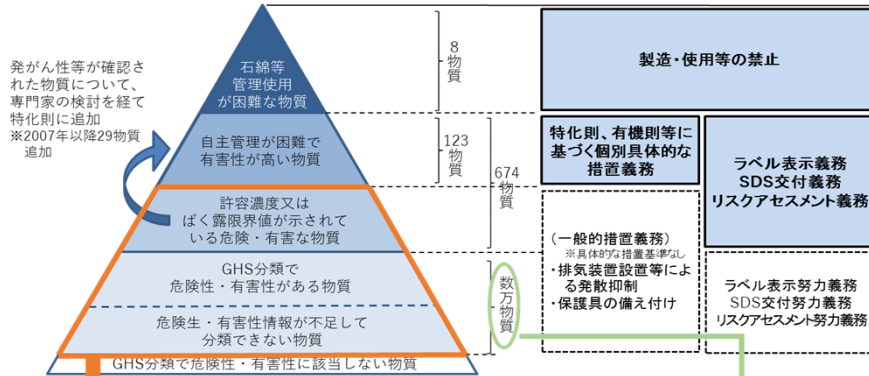 発がん性等が確認され
た物質について、
専門家の検討を経て
特化則に追加
※2007年以降29物質
追加
石綿等
管理使用
が困難な物質
自主管理が困難で
有害性が高い物質
許容濃度又は
ばく露限界値が示されて
いる危険・有害な物質
GHS分類で
危険性・有害性がある物質
危険生・有害性情報が不足して
分類できない物質
GHS分類で危険性・有害性に該当しない物質
8
物質
123
物質
674
物質
数万物質
製造・使用等の禁止
特化則、有機則等に
基づく個別具体的な
措置義務
ラベル表示義務
SDS交付義務
リスクアセスメント義務
(一般的措置義務)
※具体的な措置基準なし
・排気装置設置等によ
る発散抑制
・保護具の備え付け
ラベル表示努力義務
SDS交付努力義務
リスクアセスメント努力義務